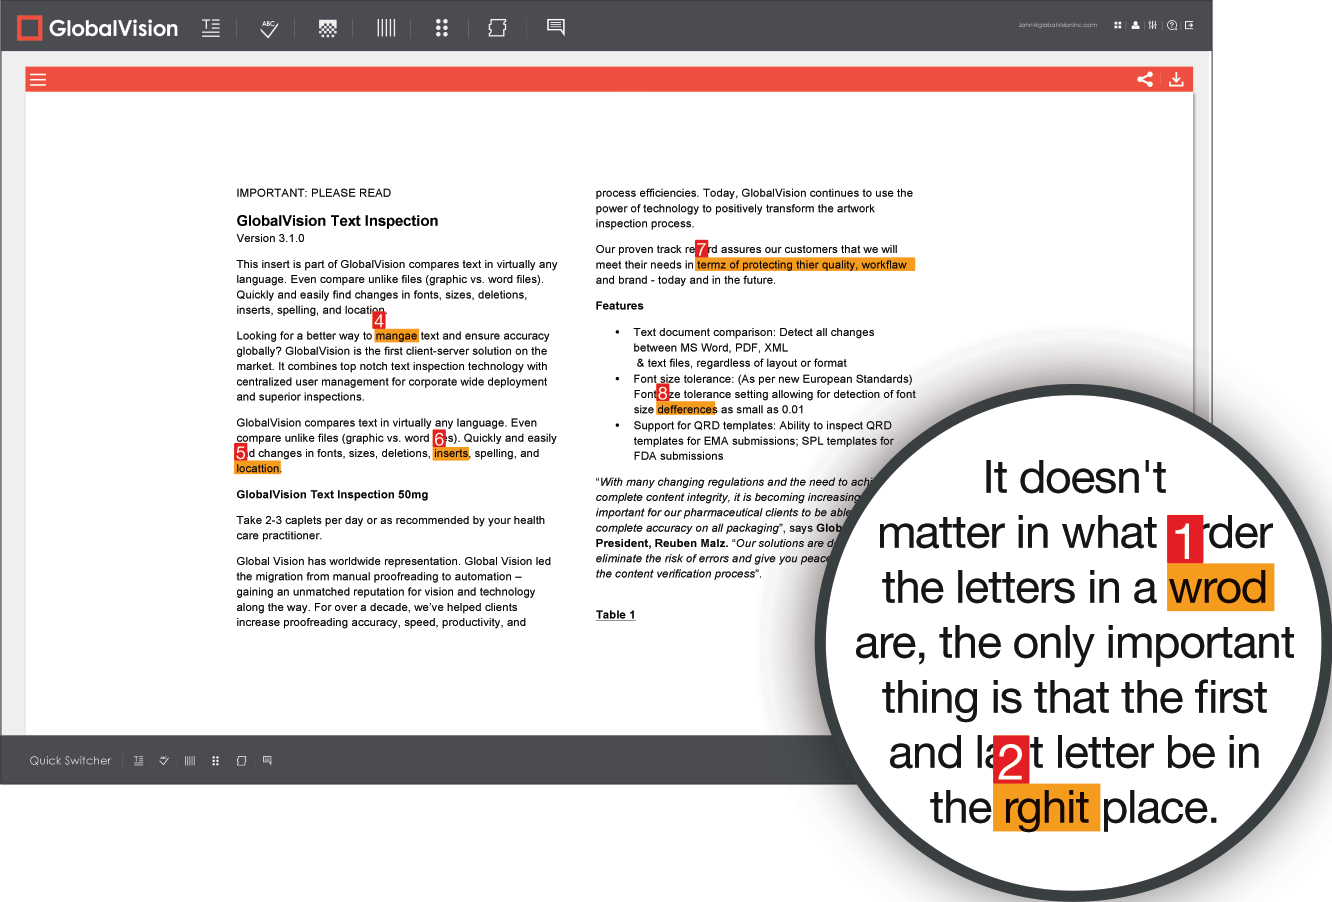 GlobalVision
ABC
John@globalvisioninc.com
IMPORTANT: PLEASE READ
GlobalVision Text Inspection
Version 3.1.0
This insert is part of GlobalVision compares text in virtually any
language. Even compare unlike files (graphic vs. word files).
Quickly and easily find changes in fonts, sizes, deletions,
inserts, spelling, and location.
4
Looking for a better way to mangae text and ensure accuracy
globally? GlobalVision is the first client-server solution on the
market. It combines top notch text inspection technology with
centralized user management for corporate wide deployment
and superior inspections.
GlobalVision compares text in virtually any language. Even
compare unlike files (graphic vs. word 6 s). Quickly and easily
5 d changes in fonts, sizes, deletions, inserts, spelling, and
locattion.
GlobalVision Text Inspection 50mg
Take 2-3 caplets per day or as recommended by your health
care practitioner.
Global Vision has worldwide representation. Global Vision led
the migration from manual proofreading to automation –
gaining an unmatched reputation for vision and technology
along the way. For over a decade, we've helped clients
increase proofreading accuracy, speed, productivity, and
process efficiencies. Today, GlobalVision continues to use the
power of technology to positively transform the artwork
inspection process.
Our proven track re 7 rd assures our customers that we will
meet their needs in termz of protecting thier quality, workflaw
and brand - today and in the future.
Features
• Text document comparison: Detect all changes
between MS Word, PDF, XML
& text files, regardless of layout or format
• Font size tolerance: (As per new European Standards)
Font 8 ze tolerance setting allowing for detection of font
size defferences as small as 0.01
• Support for QRD templates: Ability to inspect QRD
templates for EMA submissions; SPL templates for
FDA submissions
“With many changing regulations and the need to achi
complete content integrity, it is becoming increasing
important for our pharmaceutical clients to be able
complete accuracy on all packaging”, says Glob
President, Reuben Malz. “Our solutions are d
eliminate the risk of errors and give you peac
the content verification process”.
Table 1
Quick Switcher
It doesn't
matter in what 1 rder
the letters in a wrod
are, the only important
thing is that the first
and la 2 t letter be in
the rghit place.